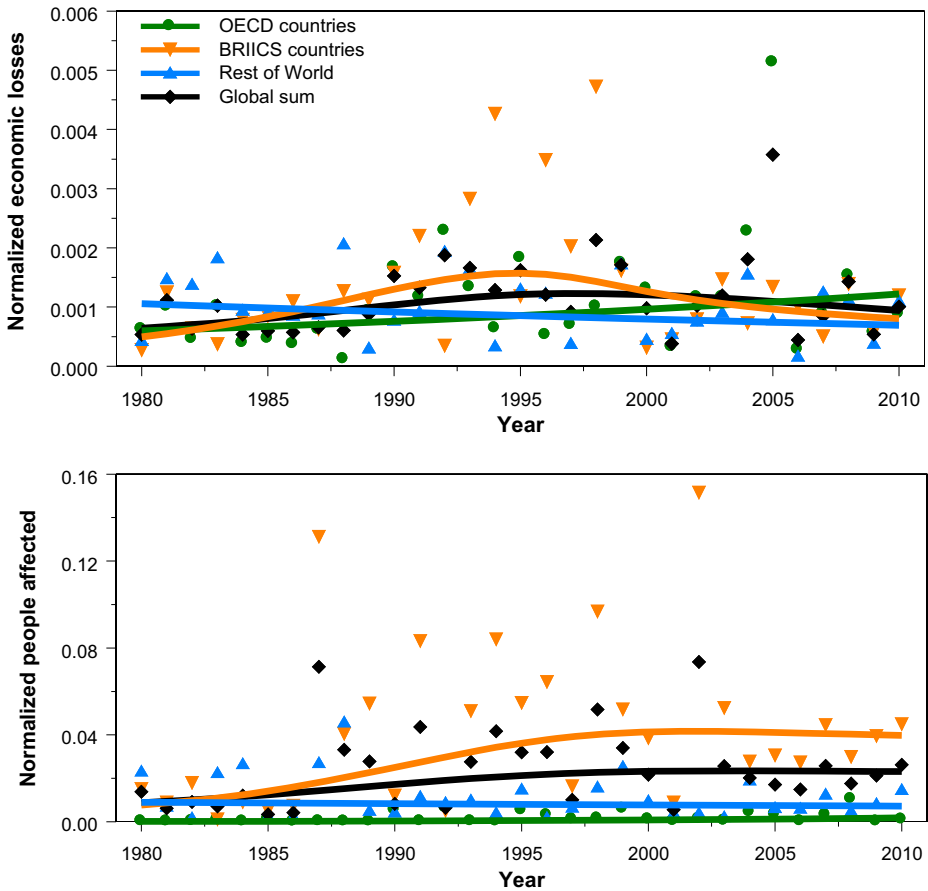 Normalized economic losses
0.006
0.005
0.004
0.003
0.002
0.001
0.000
OECD countries
BRIICS countries
Rest of World
Global sum
1980 1985 1990 1995 2000 2005 2010
Year
Normalized people affected
0.16
0.12
0.08
0.04
0.00
1980 1985 1990 1995 2000 2005 2010
Year